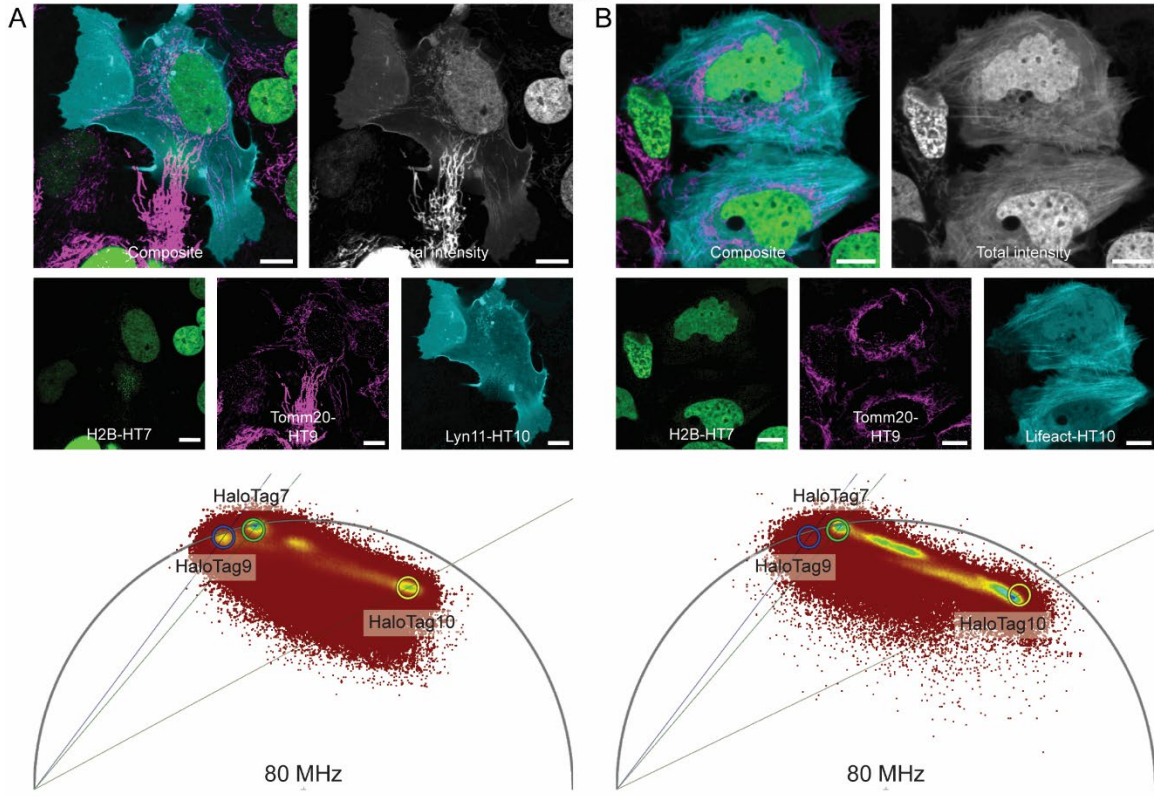 A
Composite
Total intensity
H2B-HT7
Tomm20-
HT9
Lyn11-HT10
HaloTag7
HaloTag9
HaloTag10
80 MHz
B
Composite
Total intensity
H2B-HT7
Tomm20-
HT9
Lifeact-HT10
HaloTag7
HaloTag9
HaloTag10
80 MHz